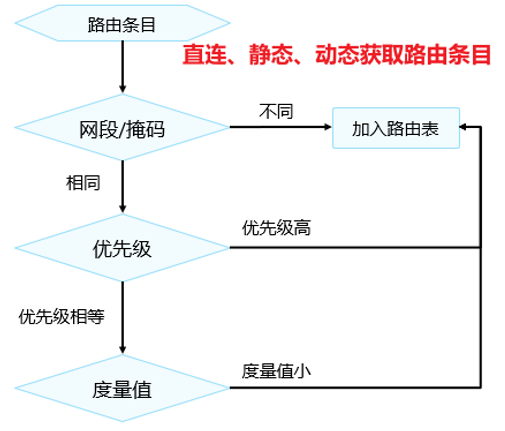 路由条目
直连、静态、动态获取路由条目
网段/掩码
不同
加入路由表
相同
优先级
优先级高
优先级相等
度量值
度量值小